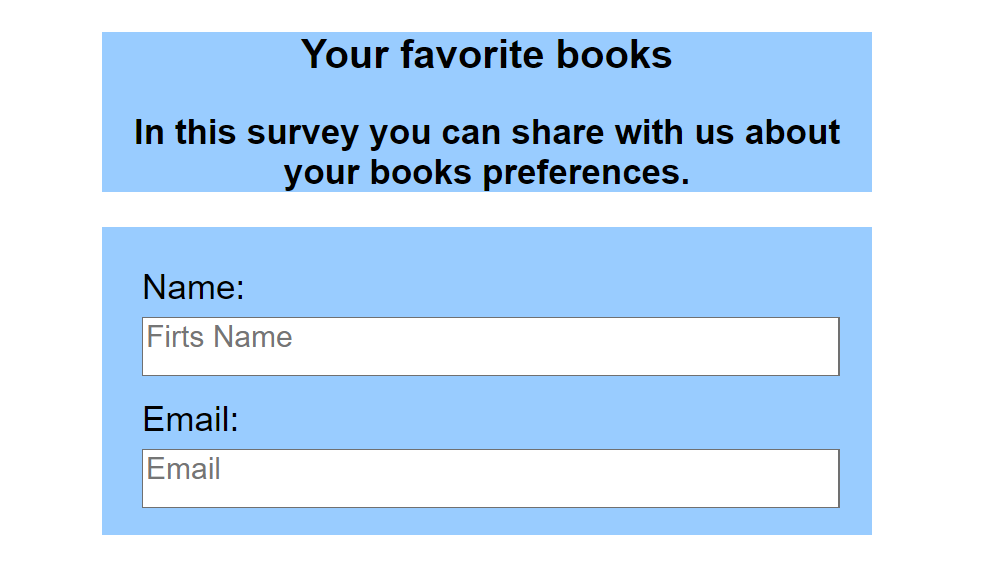 Your favorite books
In this survey you can share with us about
your books preferences.
Name:
Firts Name
Email:
Email